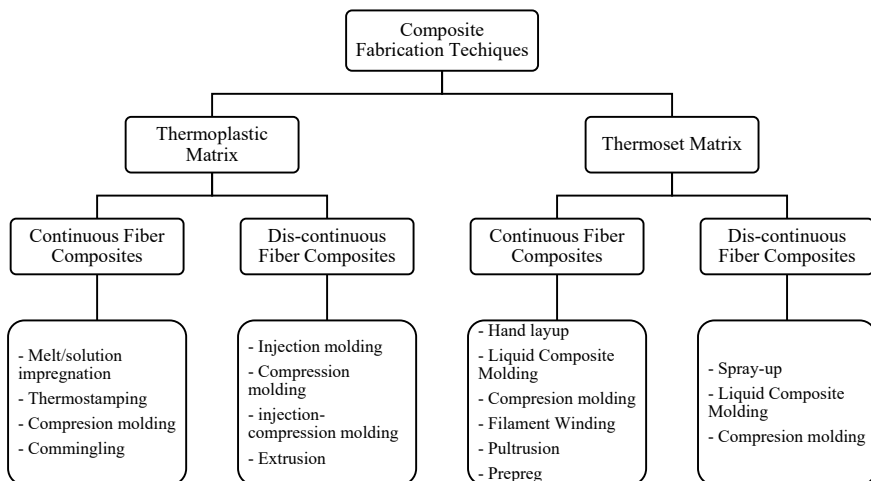 Composite
Fabrication Techiques
Thermoplastic
Matrix
Thermoset Matrix
Continuous Fiber
Composites
Dis-continuous
Fiber Composites
Continuous Fiber
Composites
Dis-continuous
Fiber Composites
- Melt/solution
impregnation
- Thermostamping
- Compresion molding
- Commingling
- Injection molding
- Compression
molding
- injection-
compression molding
- Extrusion
- Hand layup
- Liquid Composite
Molding
- Compresion molding
- Filament Winding
- Pultrusion
- Prepreg
- Spray-up
- Liquid Composite
Molding
- Compresion molding